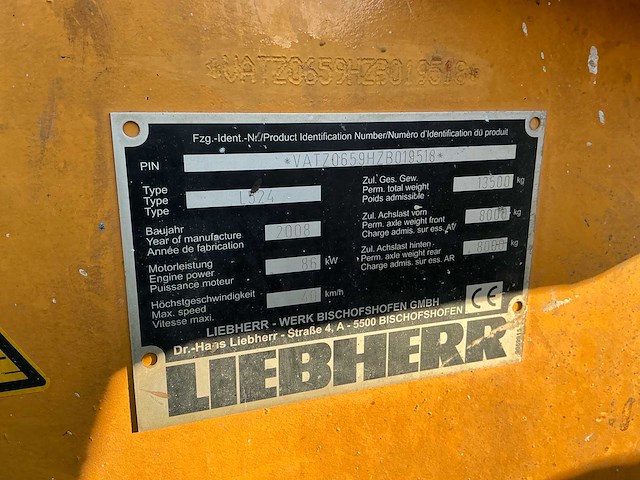 *VATZ0659HZB019518*
Fzg.-Ident.-Nr./Product Identification Number/Numéro d'Identification du produit
PIN *VATZ0659HZB019518*
Type
Type L524
Type
Baujahr
Year of manufacture 2008
Année de fabrication
Motorleistung
Engine power 86 kW
Puissance moteur
Höchstgeschwindigkeit
Max. speed 40 km/h
Vitesse maxi.
Zul. Ges. Gew.
Perm. total weight 13500 kg
Poids admissible
Zul. Achslast vorn
Perm. axle weight front 8000 kg
Charge admis. sur ess. AV
Zul. Achslast hinten
Perm. axle weight rear 8000 kg
Charge admis. sur ess. AR
CE
LIEBHERR - WERK BISCHOFSHOFEN GMBH
Dr.-Hans Liebherr - Straße 4, A - 5500 BISCHOFSHOFEN
LIEBHERR